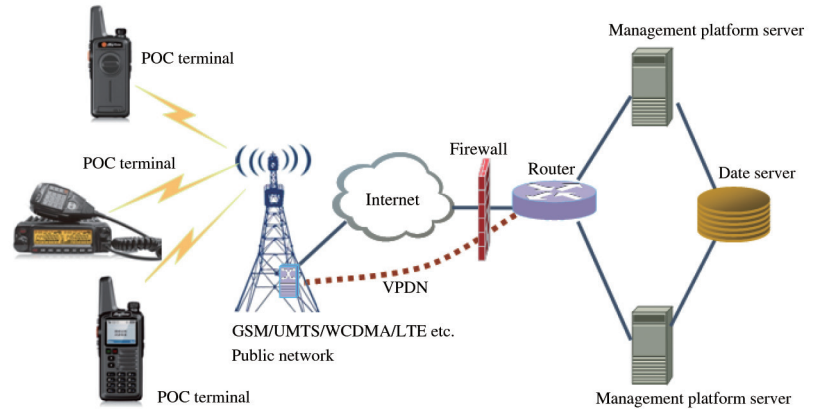 Management platform server
POC terminal
POC terminal
Firewall
Router
Date server
Internet
VPDN
GSM/UMTS/WCDMA/LTE etc.
Public network
POC terminal
Management platform server